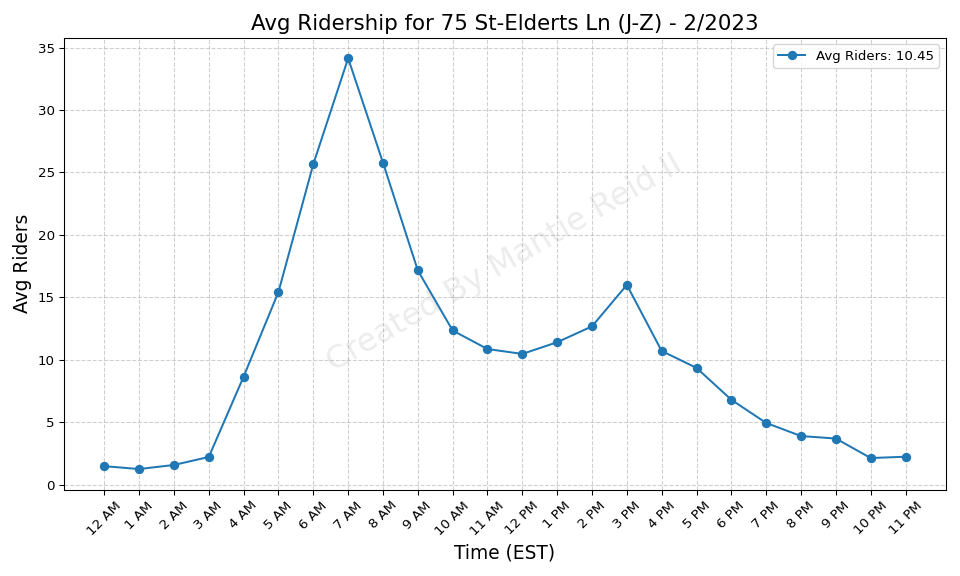 Avg Ridership for 75 St-Elderts Ln (J-Z) - 2/2023
Avg Riders: 10.45
35
30
25
20
15
10
5
0
Avg Riders
Created By Mantie Reid II
12 AM
1 AM
2 AM
3 AM
4 AM
5 AM
6 AM
7 AM
8 AM
9 AM
10 AM
11 AM
12 PM
1 PM
2 PM
3 PM
4 PM
5 PM
6 PM
7 PM
8 PM
9 PM
10 PM
11 PM
Time (EST)